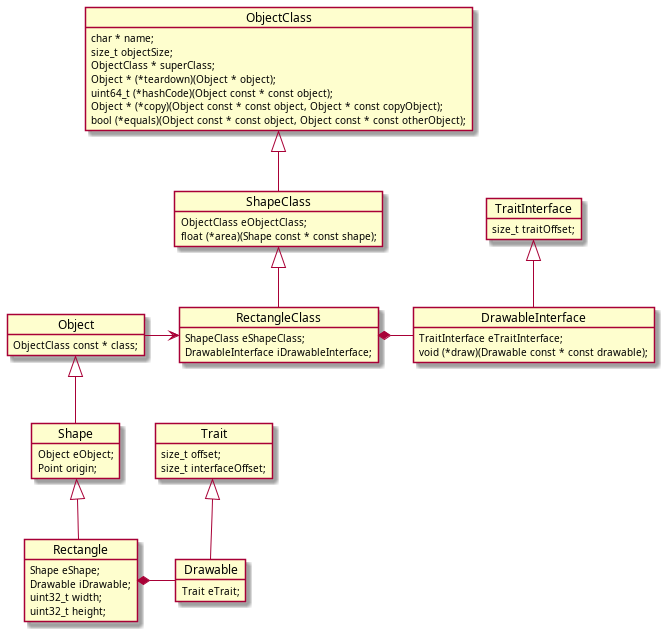 ObjectClass
char * name;
size_t objectSize;
ObjectClass * superClass;
Object * (*teardown)(Object * object);
uint64_t (*hashCode)(Object const * const object);
Object * (*copy)(Object const * const object, Object * const copyObject);
bool (*equals)(Object const * const object, Object const * const otherObject);
ShapeClass
ObjectClass eObjectClass;
float (*area)(Shape const * const shape);
TraitInterface
size_t traitOffset;
Object
ObjectClass const * class;
RectangleClass
ShapeClass eShapeClass;
DrawableInterface iDrawableInterface;
DrawableInterface
TraitInterface eTraitInterface;
void (*draw)(Drawable const * const drawable);
Shape
Object eObject;
Point origin;
Trait
size_t offset;
size_t interfaceOffset;
Rectangle
Shape eShape;
Drawable iDrawable;
uint32_t width;
uint32_t height;
Drawable
Trait eTrait;